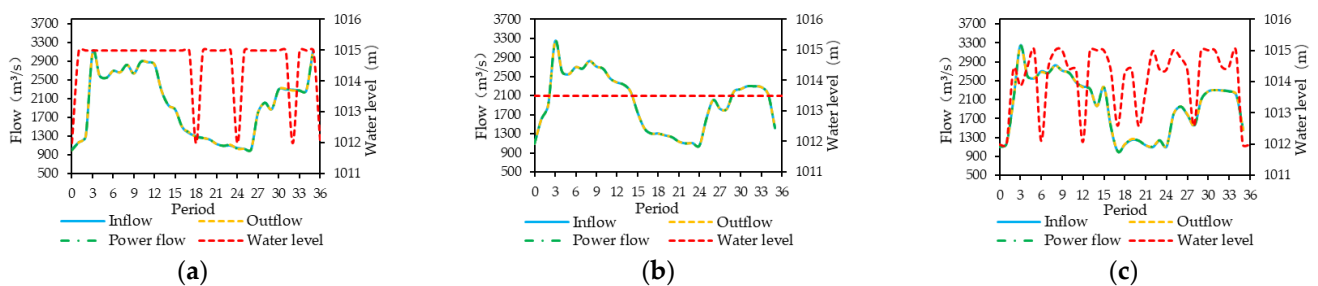 3700
3300
2900
2500
2100
1700
1300
900
500
Flow (m³/s)
1016
1015
1014
1013
1012
1011
Water level (m)
0 3 6 9 12 15 18 21 24 27 30 33 36
Period
Inflow Outflow
Power flow Water level
(a)
3700
3300
2900
2500
2100
1700
1300
900
500
Flow (m³/s)
1016
1015
1014
1013
1012
1011
Water level (m)
0 3 6 9 12 15 18 21 24 27 30 33 36
Period
Inflow Outflow
Power flow Water level
(b)
3700
3300
2900
2500
2100
1700
1300
900
500
Flow (m³/s)
1016
1015
1014
1013
1012
1011
Water level (m)
0 3 6 9 12 15 18 21 24 27 30 33 36
Period
Inflow Outflow
Power flow Water level
(c)